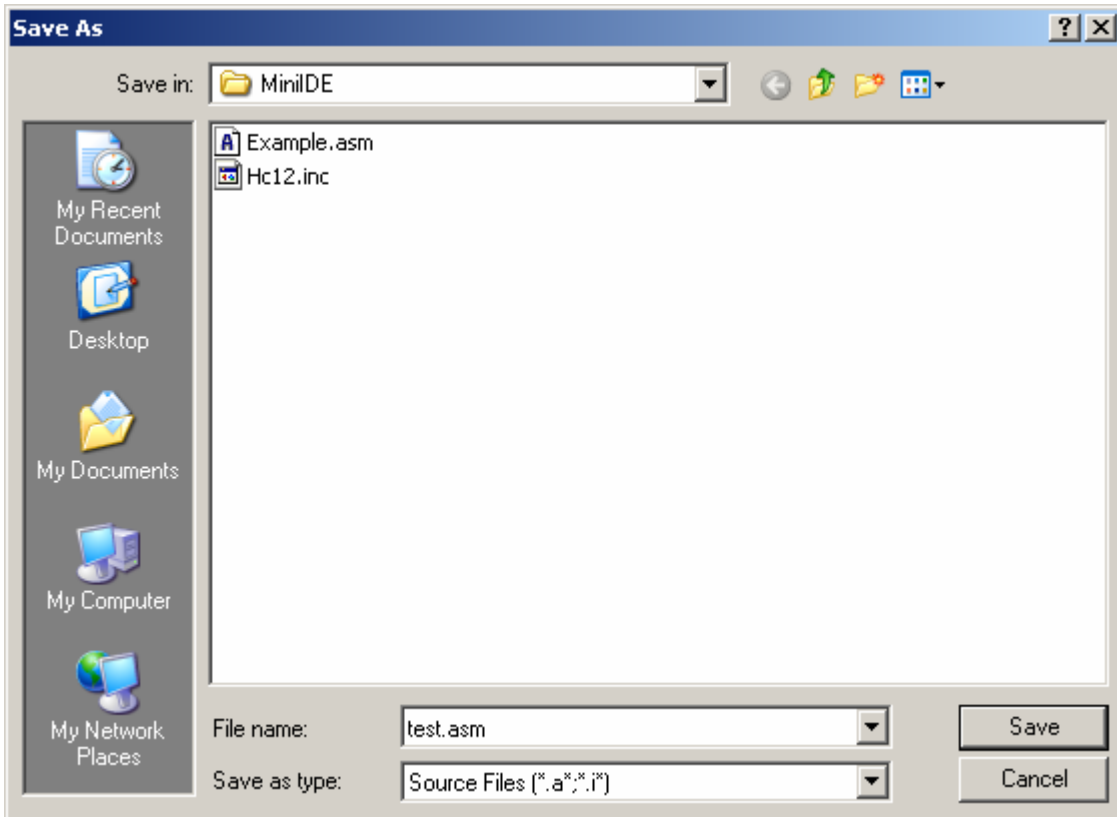 Save As
Save in:
MiniIDE
Example.asm
Hc12.inc
My Recent
Documents
Desktop
My Documents
My Computer
My Network
Places
File name:
test.asm
Save
Save as type:
Source Files (*.a*;*.i*)
Cancel